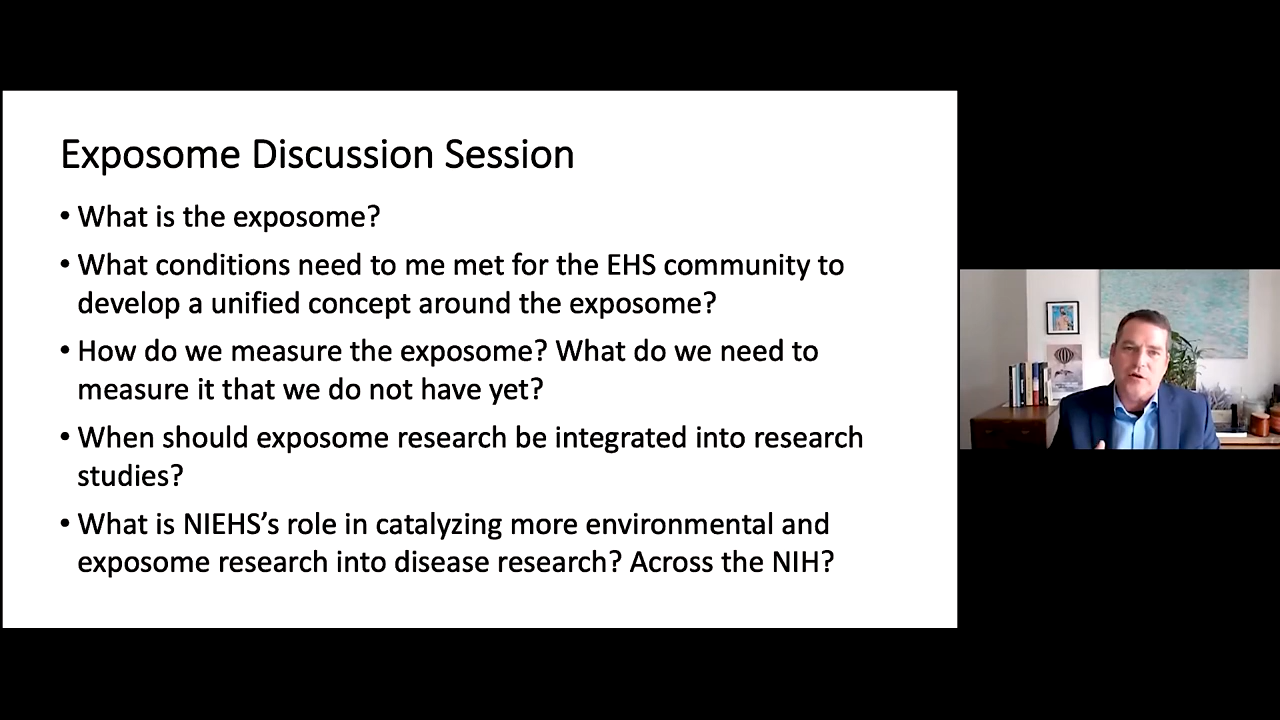 Exposome Discussion Session
• What is the exposome?
• What conditions need to me met for the EHS community to
develop a unified concept around the exposome?
• How do we measure the exposome? What do we need to
measure it that we do not have yet?
• When should exposome research be integrated into research
studies?
• What is NIEHS’s role in catalyzing more environmental and
exposome research into disease research? Across the NIH?